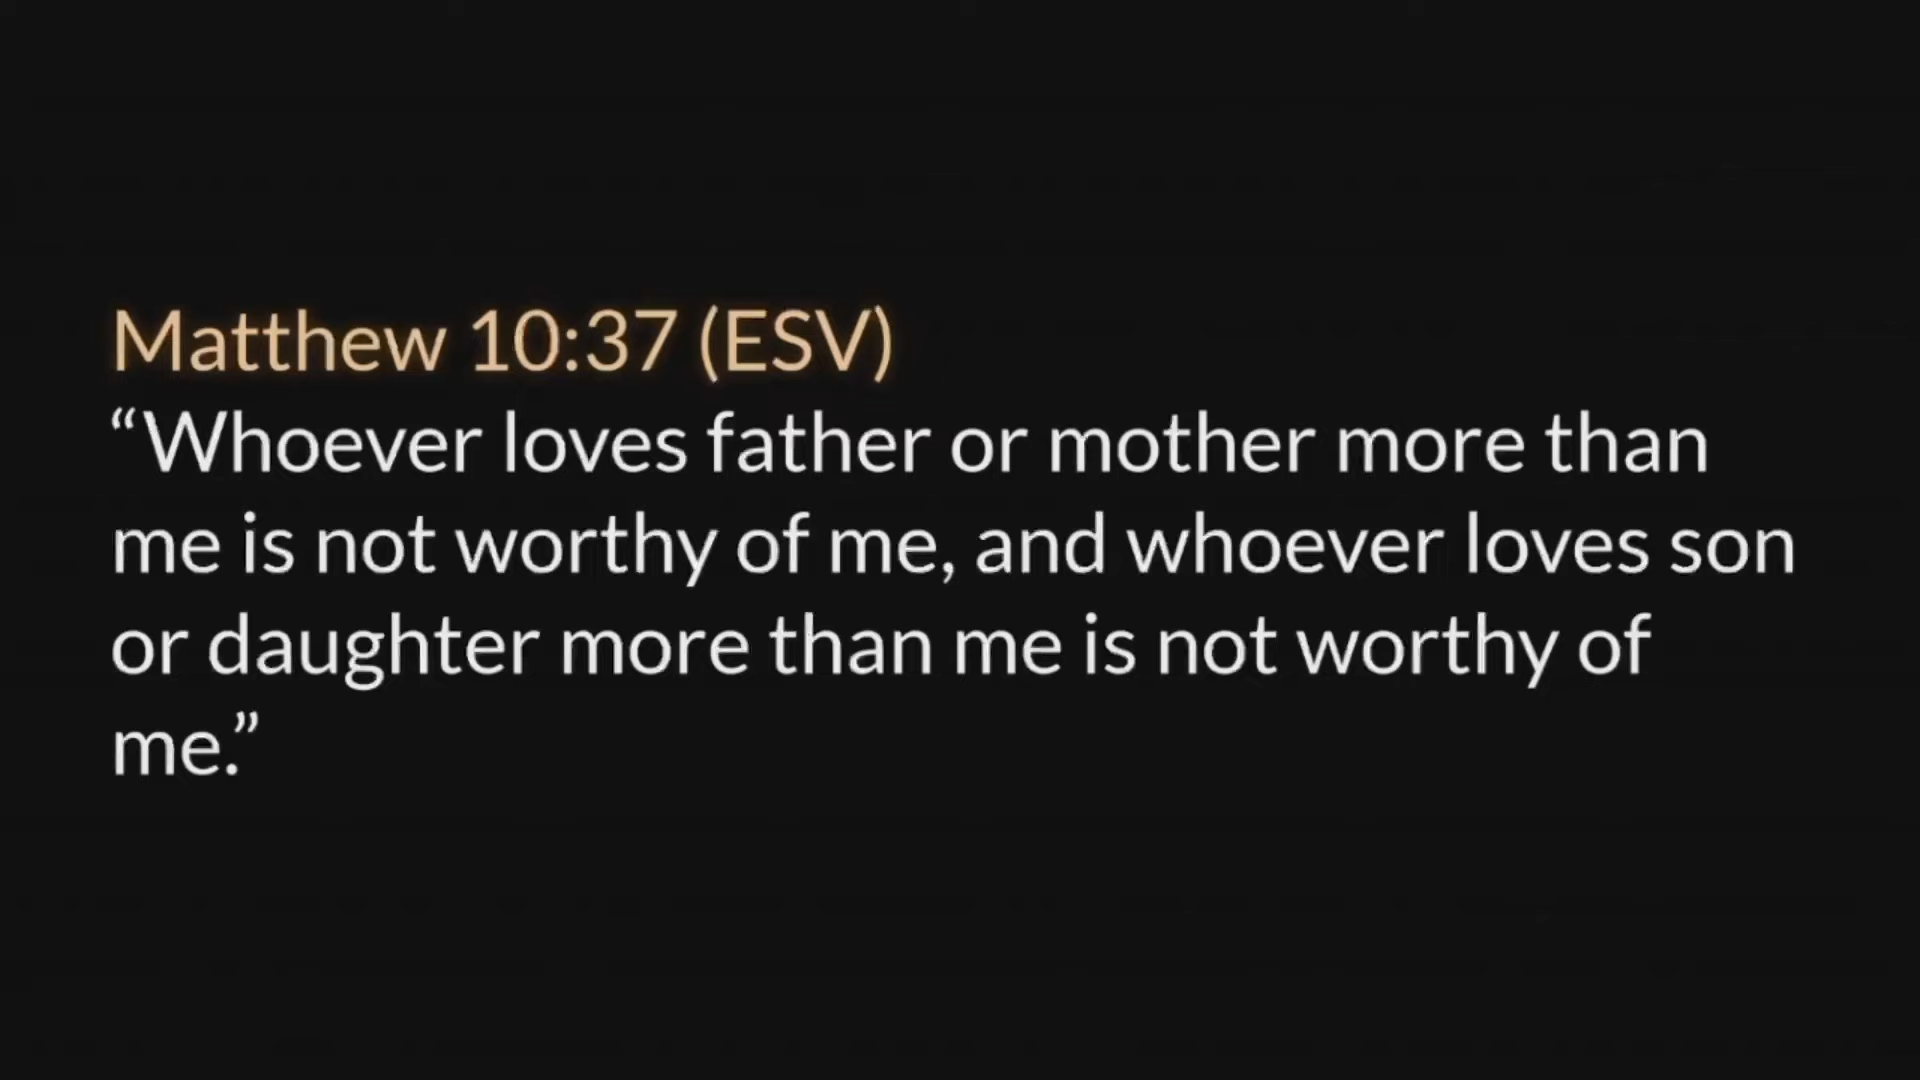 Matthew 10:37 (ESV)
“Whoever loves father or mother more than
me is not worthy of me, and whoever loves son
or daughter more than me is not worthy of
me.”